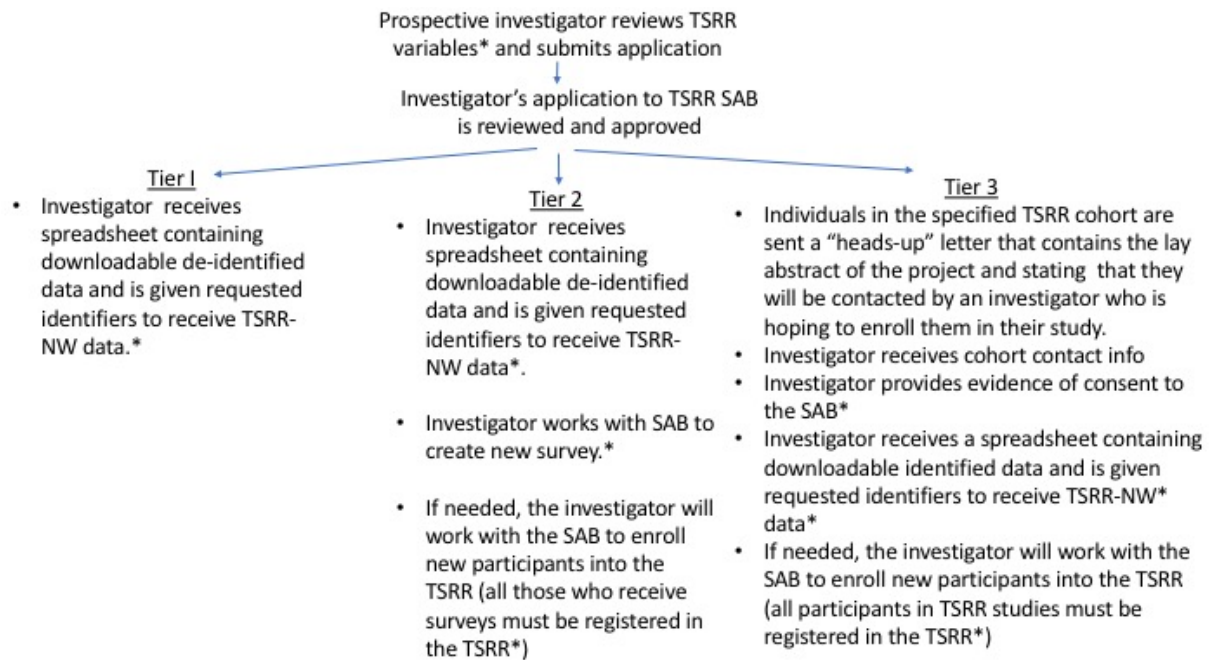 Prospective investigator reviews TSRR
variables* and submits application
Investigator's application to TSRR SAB
is reviewed and approved
Tier I
• Investigator receives
spreadsheet containing
downloadable de-identified
data and is given requested
identifiers to receive TSRR-
NW data.*
Tier 2
• Investigator receives
spreadsheet containing
downloadable de-identified
data and is given requested
identifiers to receive TSRR-
NW data*.
• Investigator works with SAB to
create new survey.*
• If needed, the investigator will
work with the SAB to enroll
new participants into the
TSRR (all those who receive
surveys must be registered in
the TSRR*)
Tier 3
• Individuals in the specified TSRR cohort are
sent a “heads-up” letter that contains the lay
abstract of the project and stating that they
will be contacted by an investigator who is
hoping to enroll them in their study.
• Investigator receives cohort contact info
• Investigator provides evidence of consent to
the SAB*
• Investigator receives a spreadsheet containing
downloadable identified data and is given
requested identifiers to receive TSRR-NW*
data*
• If needed, the investigator will work with the
SAB to enroll new participants into the TSRR
(all participants in TSRR studies must be
registered in the TSRR*)